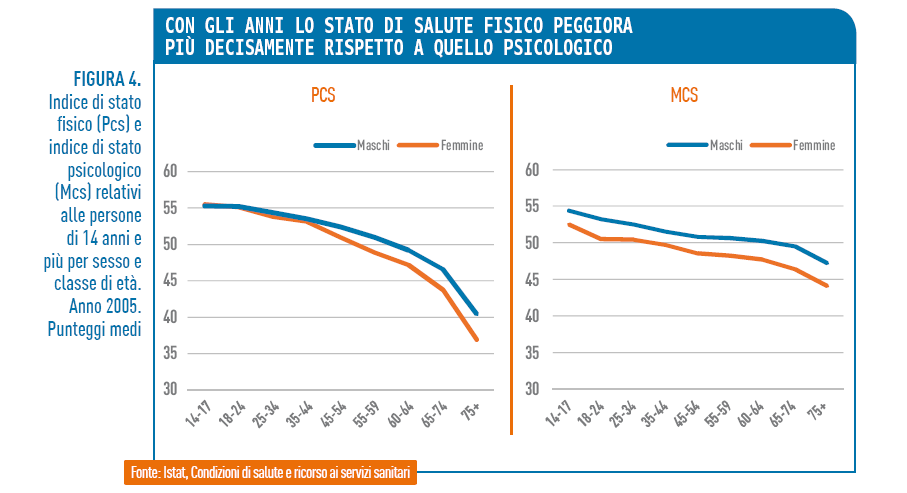 CON GLI ANNI LO STATO DI SALUTE FISICO PEGGIORA
PIÙ DECISAMENTE RISPETTO A QUELLO PSICOLOGICO
FIGURA 4.
Indice di stato
fisico (Pcs) e
indice di stato
psicologico
(Mcs) relativi
alle persone
di 14 anni e
più per sesso e
classe di età.
Anno 2005.
Punteggi medi
PCS
Maschi Femmine
60
55
50
45
40
35
30
14-17 18-24 25-34 35-44 45-54 55-59 60-64 65-74 75+
MCS
Maschi Femmine
60
55
50
45
40
35
30
14-17 18-24 25-34 35-44 45-54 55-59 60-64 65-74 75+
Fonte: Istat, Condizioni di salute e ricorso ai servizi sanitari